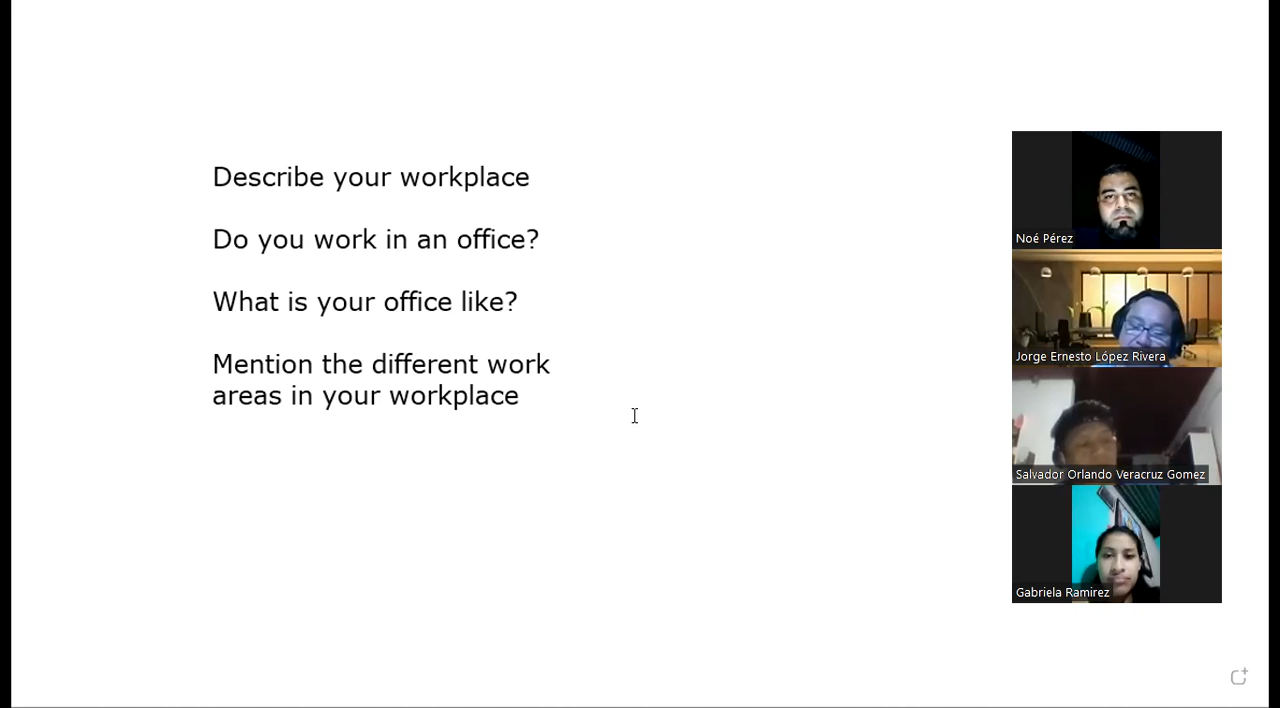 Describe your workplace
Do you work in an office?
What is your office like?
Mention the different work
areas in your workplace
Noé Pérez
Jorge Ernesto López Rivera
Salvador Orlando Veracruz Gomez
Gabriela Ramirez